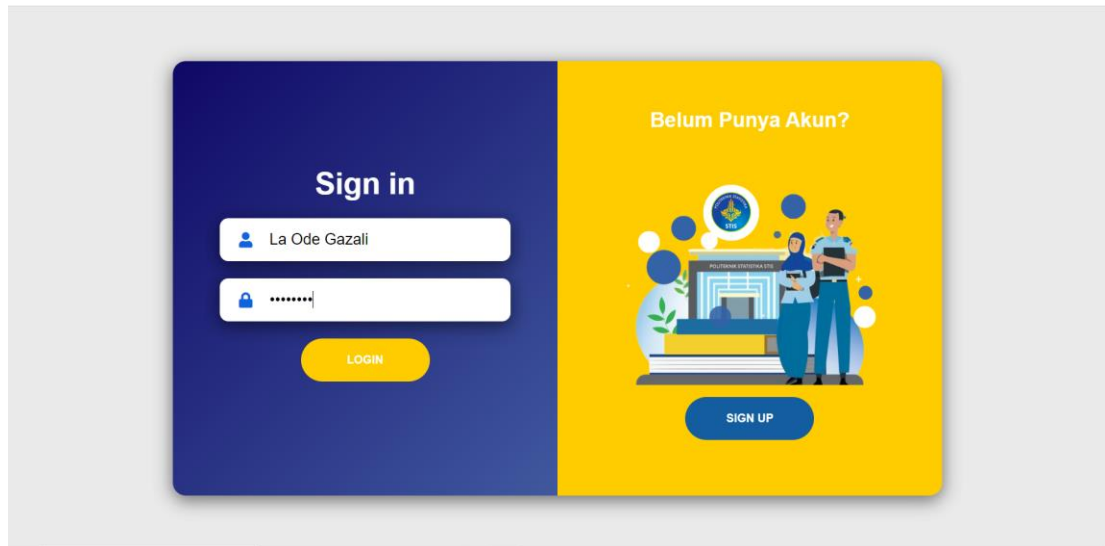 Sign in
La Ode Gazali
••••••••
LOGIN
Belum Punya Akun?
STIS
POLITEKNIK STATISTIKA STIS
SIGN UP